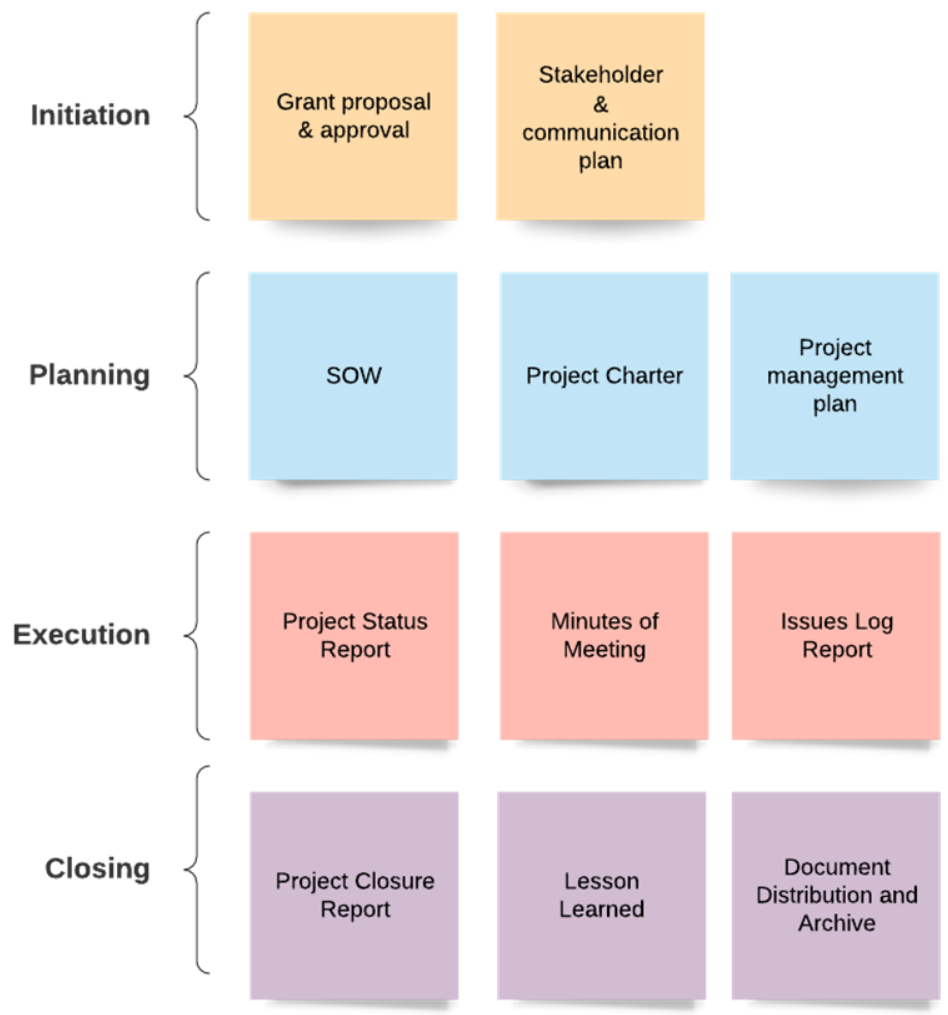 Initiation
Grant proposal
& approval
Stakeholder
&
communication
plan
Planning
SOW
Project Charter
Project
management
plan
Execution
Project Status
Report
Minutes of
Meeting
Issues Log
Report
Closing
Project Closure
Report
Lesson
Learned
Document
Distribution and
Archive